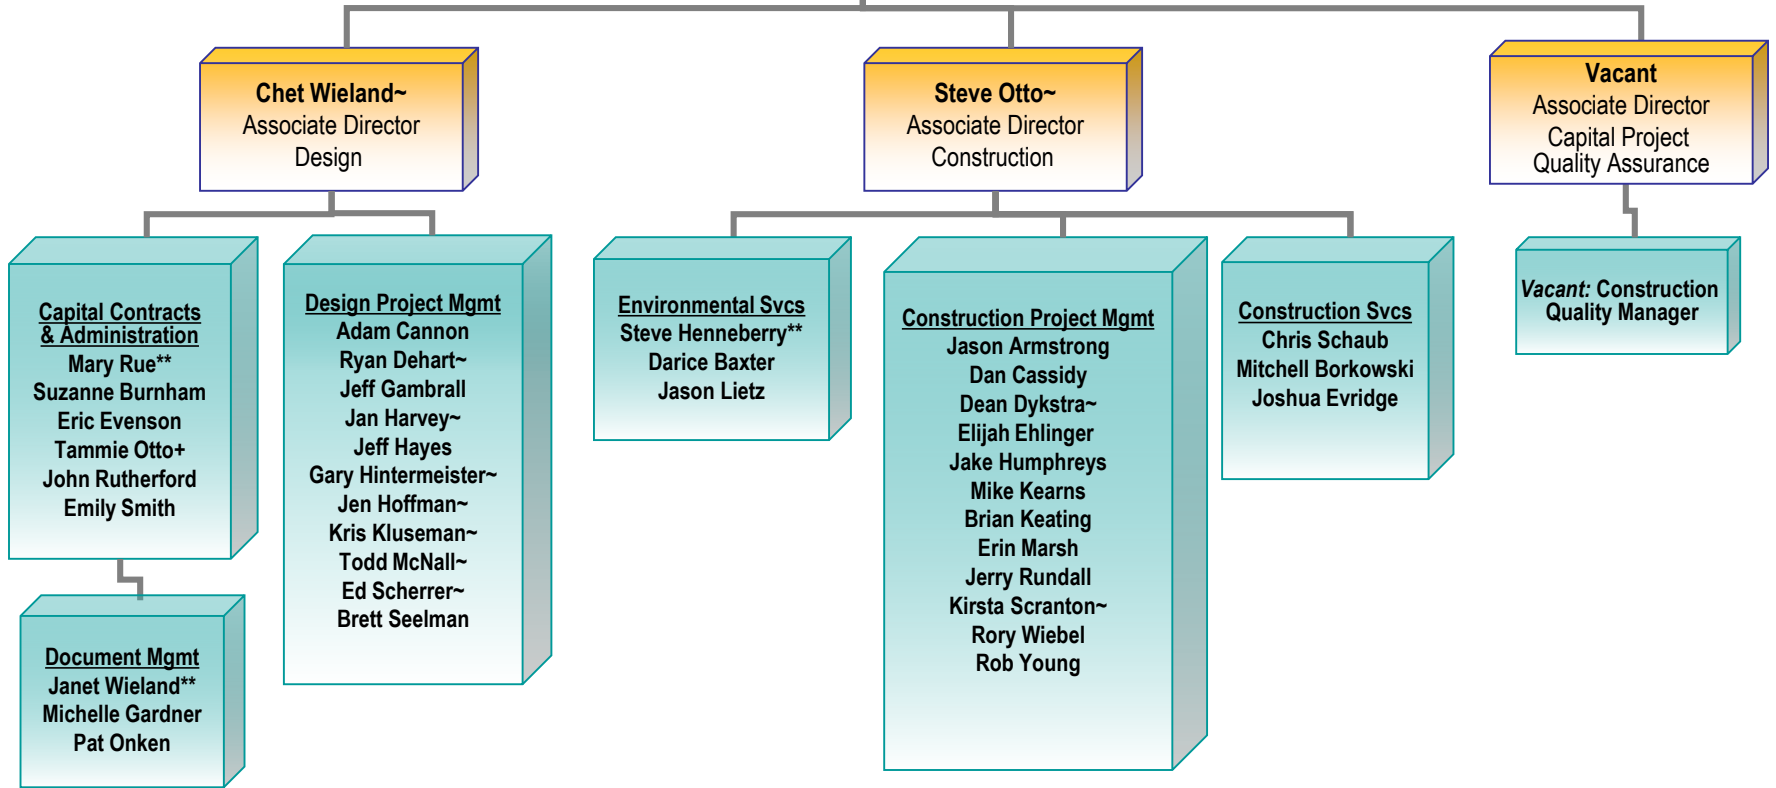 Chet Wieland~
Associate Director
Design
Steve Otto~
Associate Director
Construction
Vacant
Associate Director
Capital Project
Quality Assurance
Capital Contracts
& Administration
Mary Rue**
Suzanne Burnham
Eric Evenson
Tammie Otto+
John Rutherford
Emily Smith
Design Project Mgmt
Adam Cannon
Ryan Dehart~
Jeff Gambrall
Jan Harvey~
Jeff Hayes
Gary Hintermeister~
Jen Hoffman~
Kris Kluseman~
Todd McNall~
Ed Scherrer~
Brett Seelman
Environmental Svcs
Steve Henneberry**
Darice Baxter
Jason Lietz
Construction Project Mgmt
Jason Armstrong
Dan Cassidy
Dean Dykstra~
Elijah Ehlinger
Jake Humphreys
Mike Kearns
Brian Keating
Erin Marsh
Jerry Rundall
Kirsta Scranton~
Rory Wiebel
Rob Young
Construction Svcs
Chris Schaub
Mitchell Borkowski
Joshua Evridge
Vacant: Construction
Quality Manager
Document Mgmt
Janet Wieland**
Michelle Gardner
Pat Onken